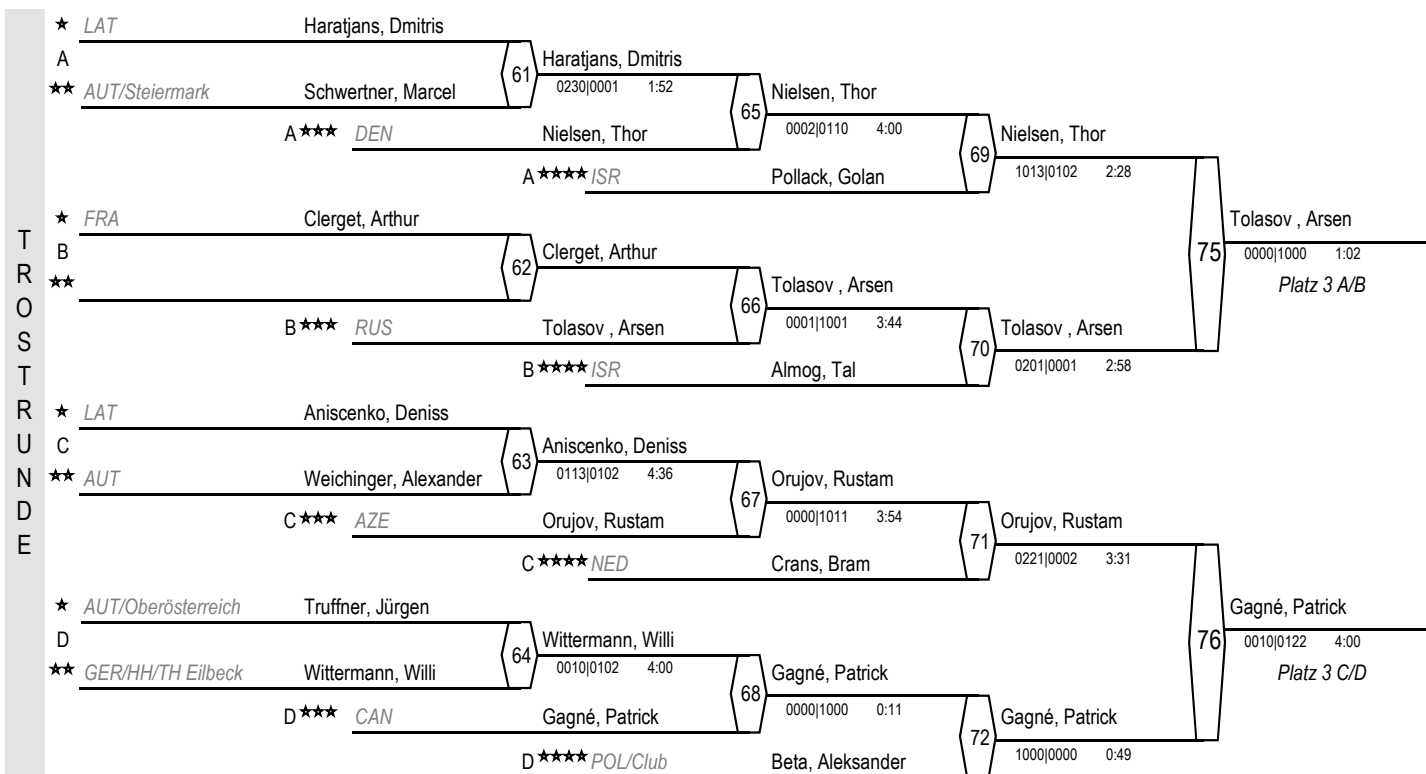 TROSTRUNDE
★ LAT Haratjans, Dmitris
A
61 Haratjans, Dmitris
0230|0001 1:52
★★ AUT/Steiermark Schwertner, Marcel
65 Nielsen, Thor
0002|0110 4:00
A★★★ DEN Nielsen, Thor
69 Nielsen, Thor
1013|0102 2:28
A★★★★ ISR Pollack, Golan
★ FRA Clerget, Arthur
75 Tolasov , Arsen
0000|1000 1:02
Platz 3 A/B
B
62 Clerget, Arthur
★★
66 Tolasov , Arsen
0001|1001 3:44
B★★★ RUS Tolasov , Arsen
70 Tolasov , Arsen
0201|0001 2:58
B★★★★ ISR Almog, Tal
★ LAT Aniscenko, Deniss
C
63 Aniscenko, Deniss
0113|0102 4:36
★★ AUT Weichinger, Alexander
67 Orujov, Rustam
0000|1011 3:54
C★★★ AZE Orujov, Rustam
71 Orujov, Rustam
0221|0002 3:31
C★★★★ NED Crans, Bram
★ AUT/Oberösterreich Truffner, Jürgen
76 Gagné, Patrick
0010|0122 4:00
Platz 3 C/D
D
64 Wittermann, Willi
0010|0102 4:00
★★ GER/HH/TH Eilbeck Wittermann, Willi
68 Gagné, Patrick
0000|1000 0:11
D★★★ CAN Gagné, Patrick
72 Gagné, Patrick
1000|0000 0:49
D★★★★ POL/Club Beta, Aleksander